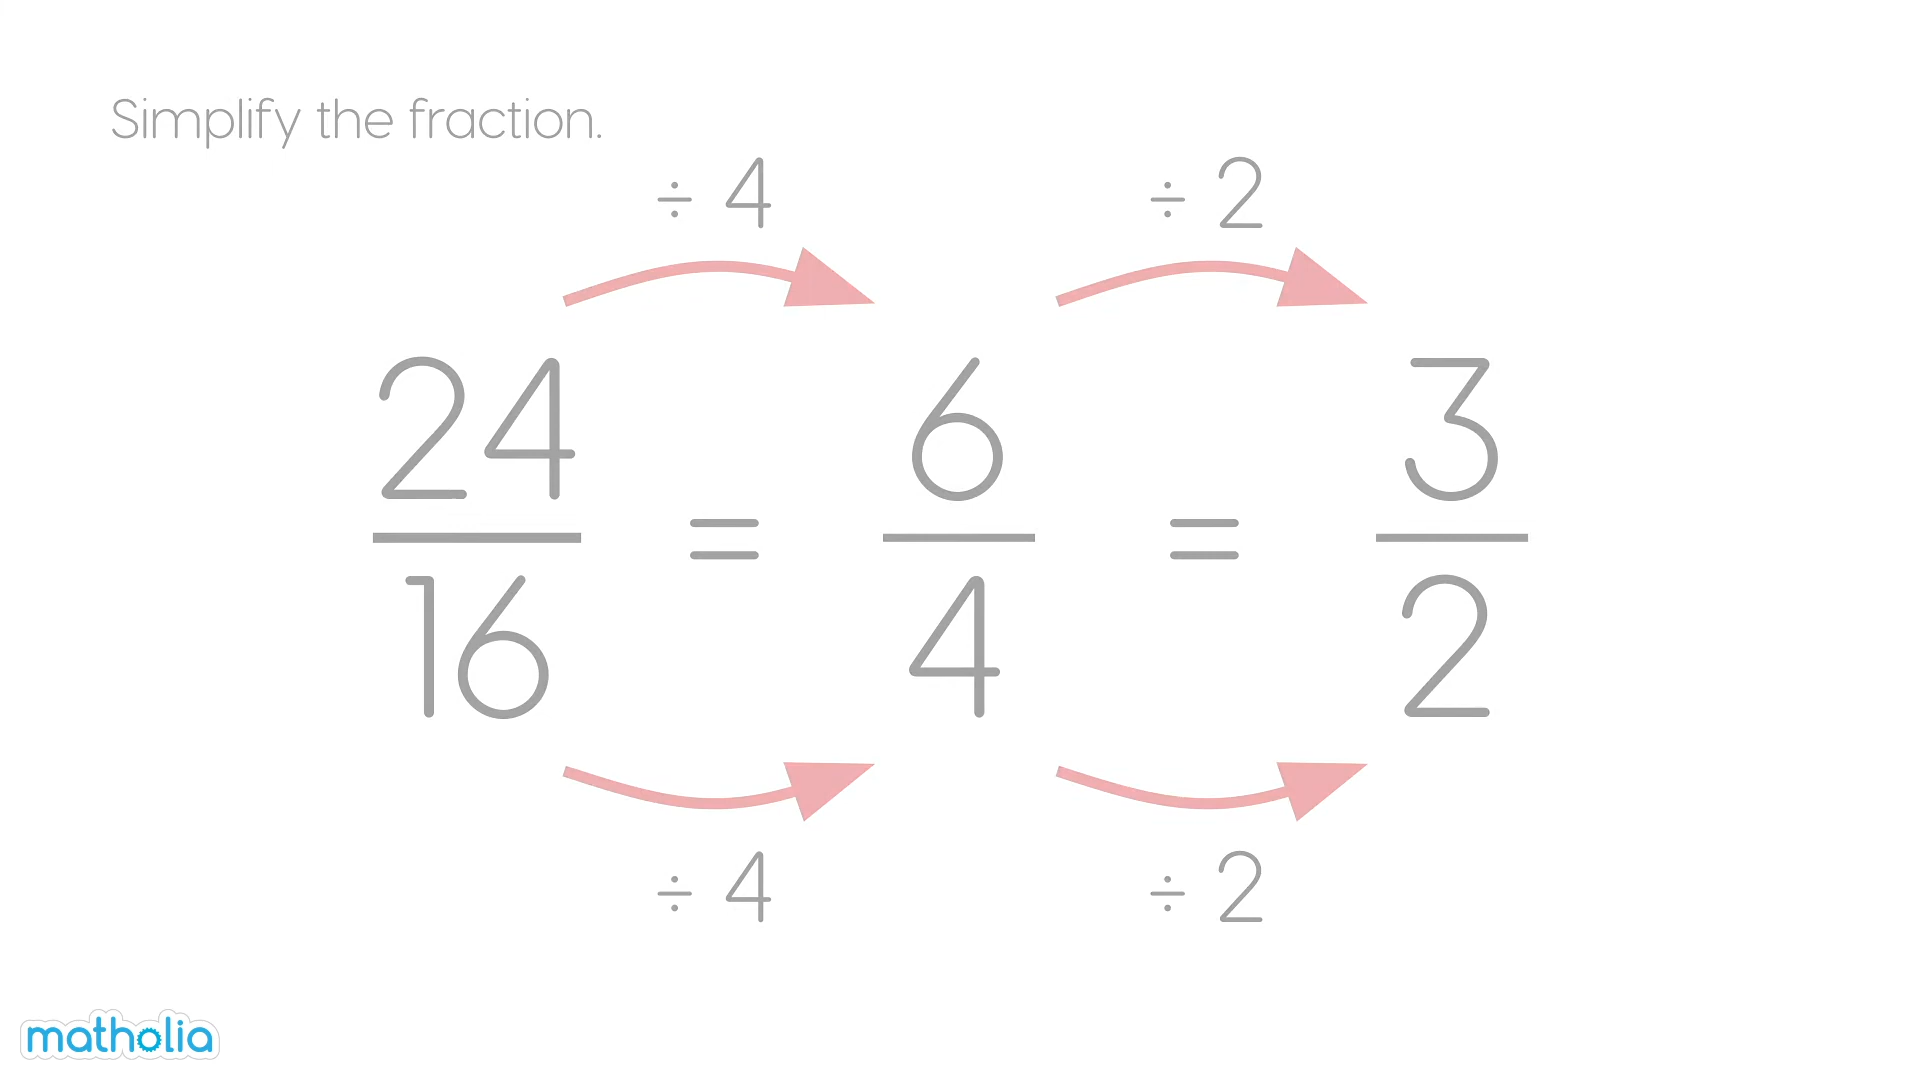 Simplify the fraction.
÷ 4 ÷ 2
24 6 3
= =
16 4 2
÷ 4 ÷ 2
matholia